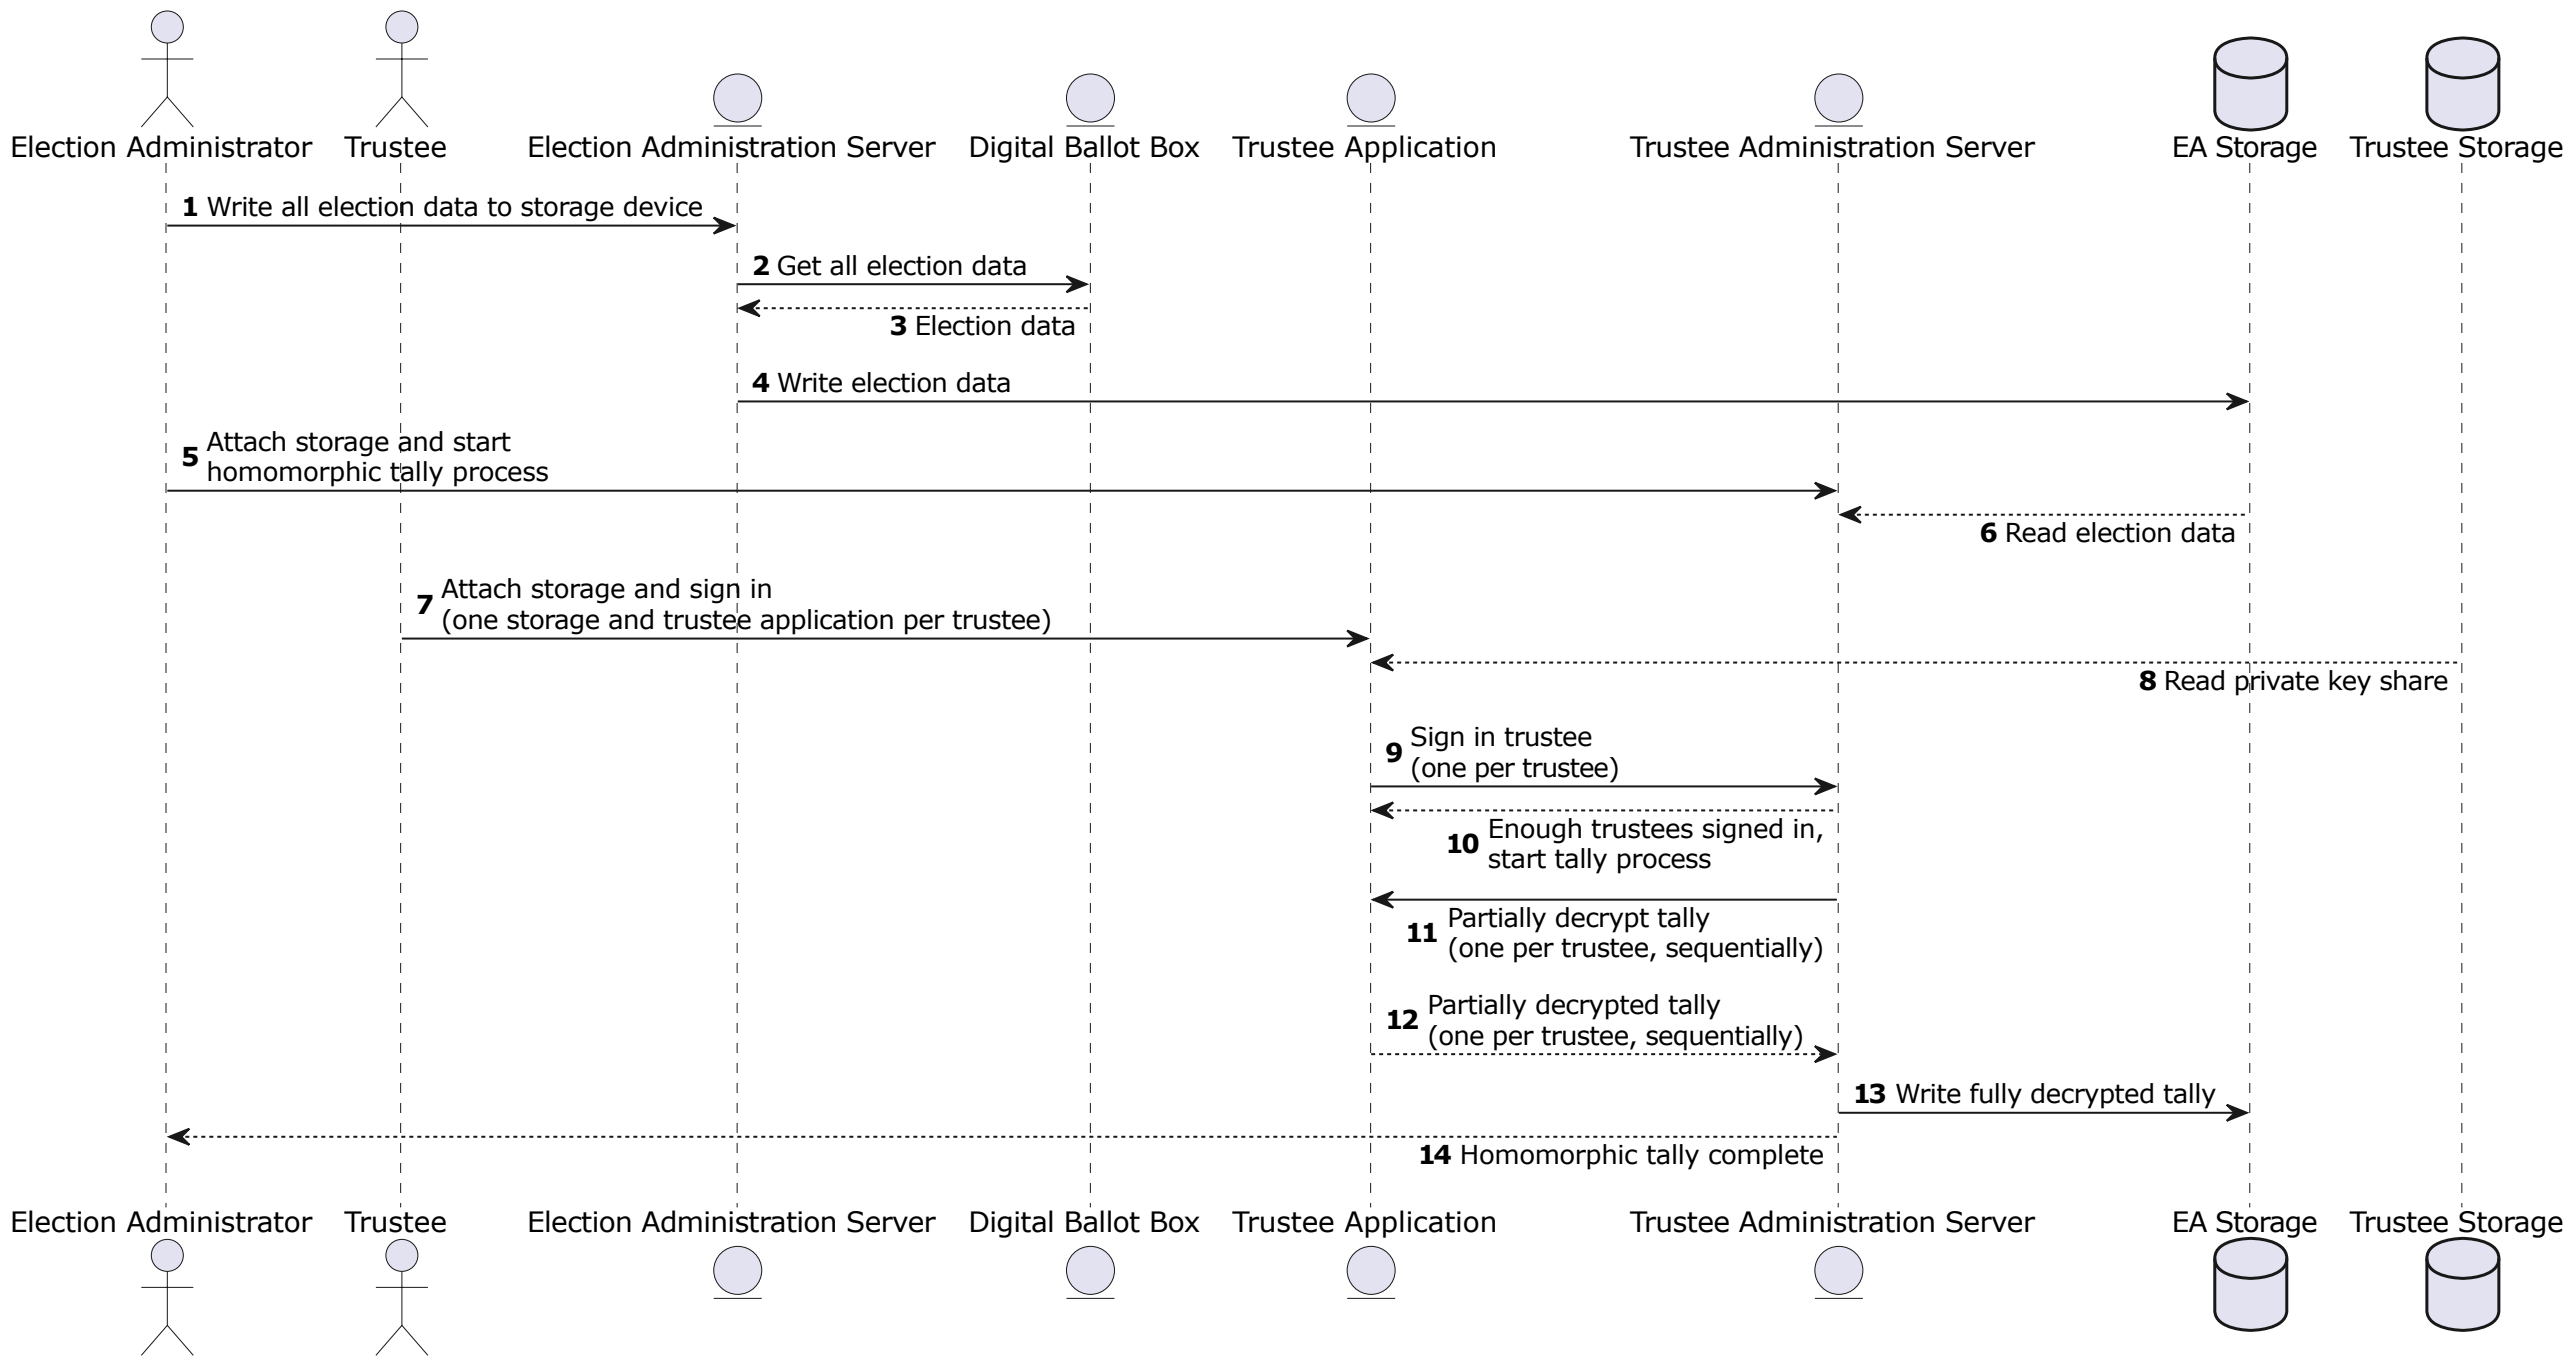 Election Administrator
Trustee
Election Administration Server
Digital Ballot Box
Trustee Application
Trustee Administration Server
EA Storage
Trustee Storage
1 Write all election data to storage device
2 Get all election data
3 Election data
4 Write election data
5 Attach storage and start
homomorphic tally process
6 Read election data
7 Attach storage and sign in
(one storage and trustee application per trustee)
8 Read private key share
9 Sign in trustee
(one per trustee)
10 Enough trustees signed in,
start tally process
11 Partially decrypt tally
(one per trustee, sequentially)
12 Partially decrypted tally
(one per trustee, sequentially)
13 Write fully decrypted tally
14 Homomorphic tally complete
Election Administrator
Trustee
Election Administration Server
Digital Ballot Box
Trustee Application
Trustee Administration Server
EA Storage
Trustee Storage